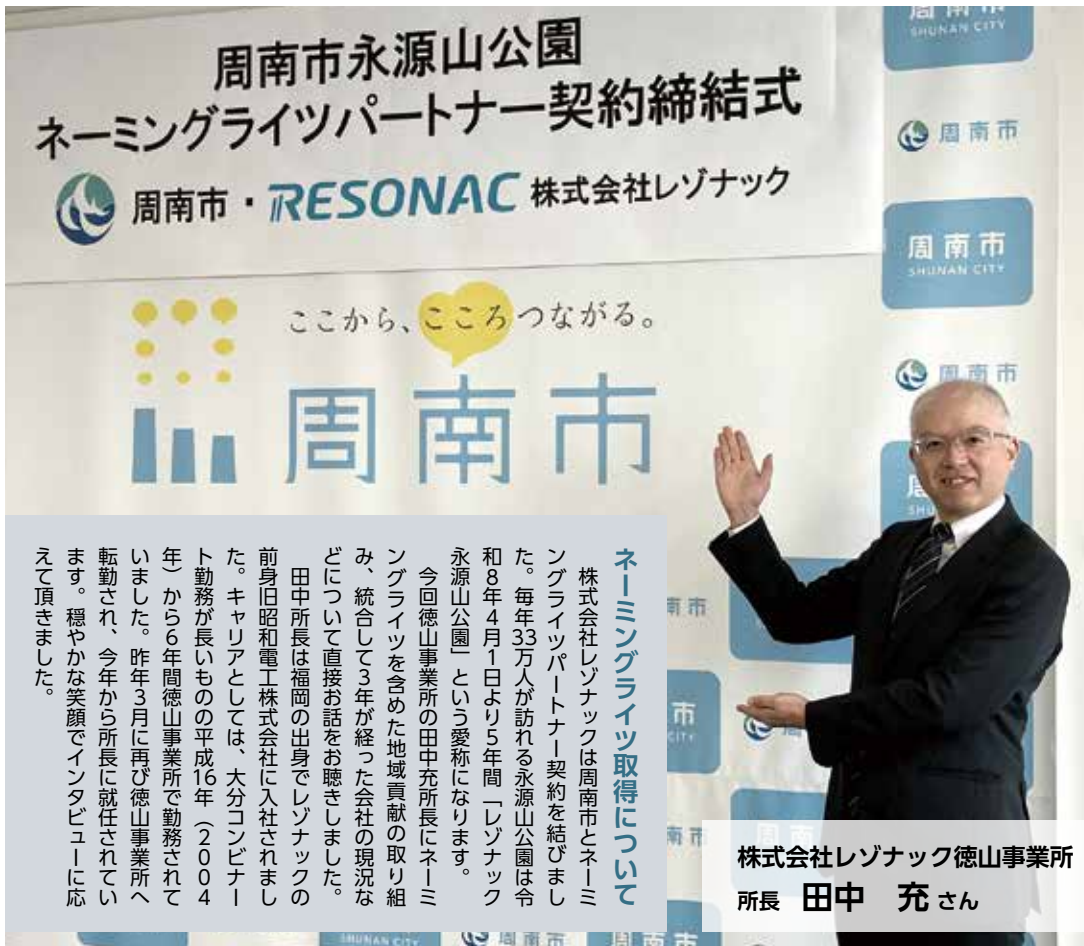 周南市永源山公園
ネーミングライツパートナー契約締結式
周南市・RESONAC 株式会社レゾナック
ここから、こころつながる。
周南市
周南市
SHUNAN CITY
周南市
周南市
SHUNAN CITY
周南市
ネーミングライツ取得について
　株式会社レゾナックは周南市とネーミ
ングライツパートナー契約を結びまし
た。毎年33万人が訪れる永源山公園は令
和8年4月1日より5年間「レゾナック
永源山公園」という愛称になります。
　今回徳山事業所の田中充所長にネーミ
ングライツを含めた地域貢献の取り組
み、統合して3年が経った会社の現況な
どについて直接お話をお聴きしました。
　田中所長は福岡の出身でレゾナックの
前身旧昭和電工株式会社に入社されまし
た。キャリアとしては、大分コンビナー
ト勤務が長いものの平成16年（2004
年）から6年間徳山事業所で勤務されて
いました。昨年3月に再び徳山事業所へ
転勤され、今年から所長に就任されてい
ます。穏やかな笑顔でインタビューに応
えて頂きました。
株式会社レゾナック徳山事業所
所長 田中 充さん